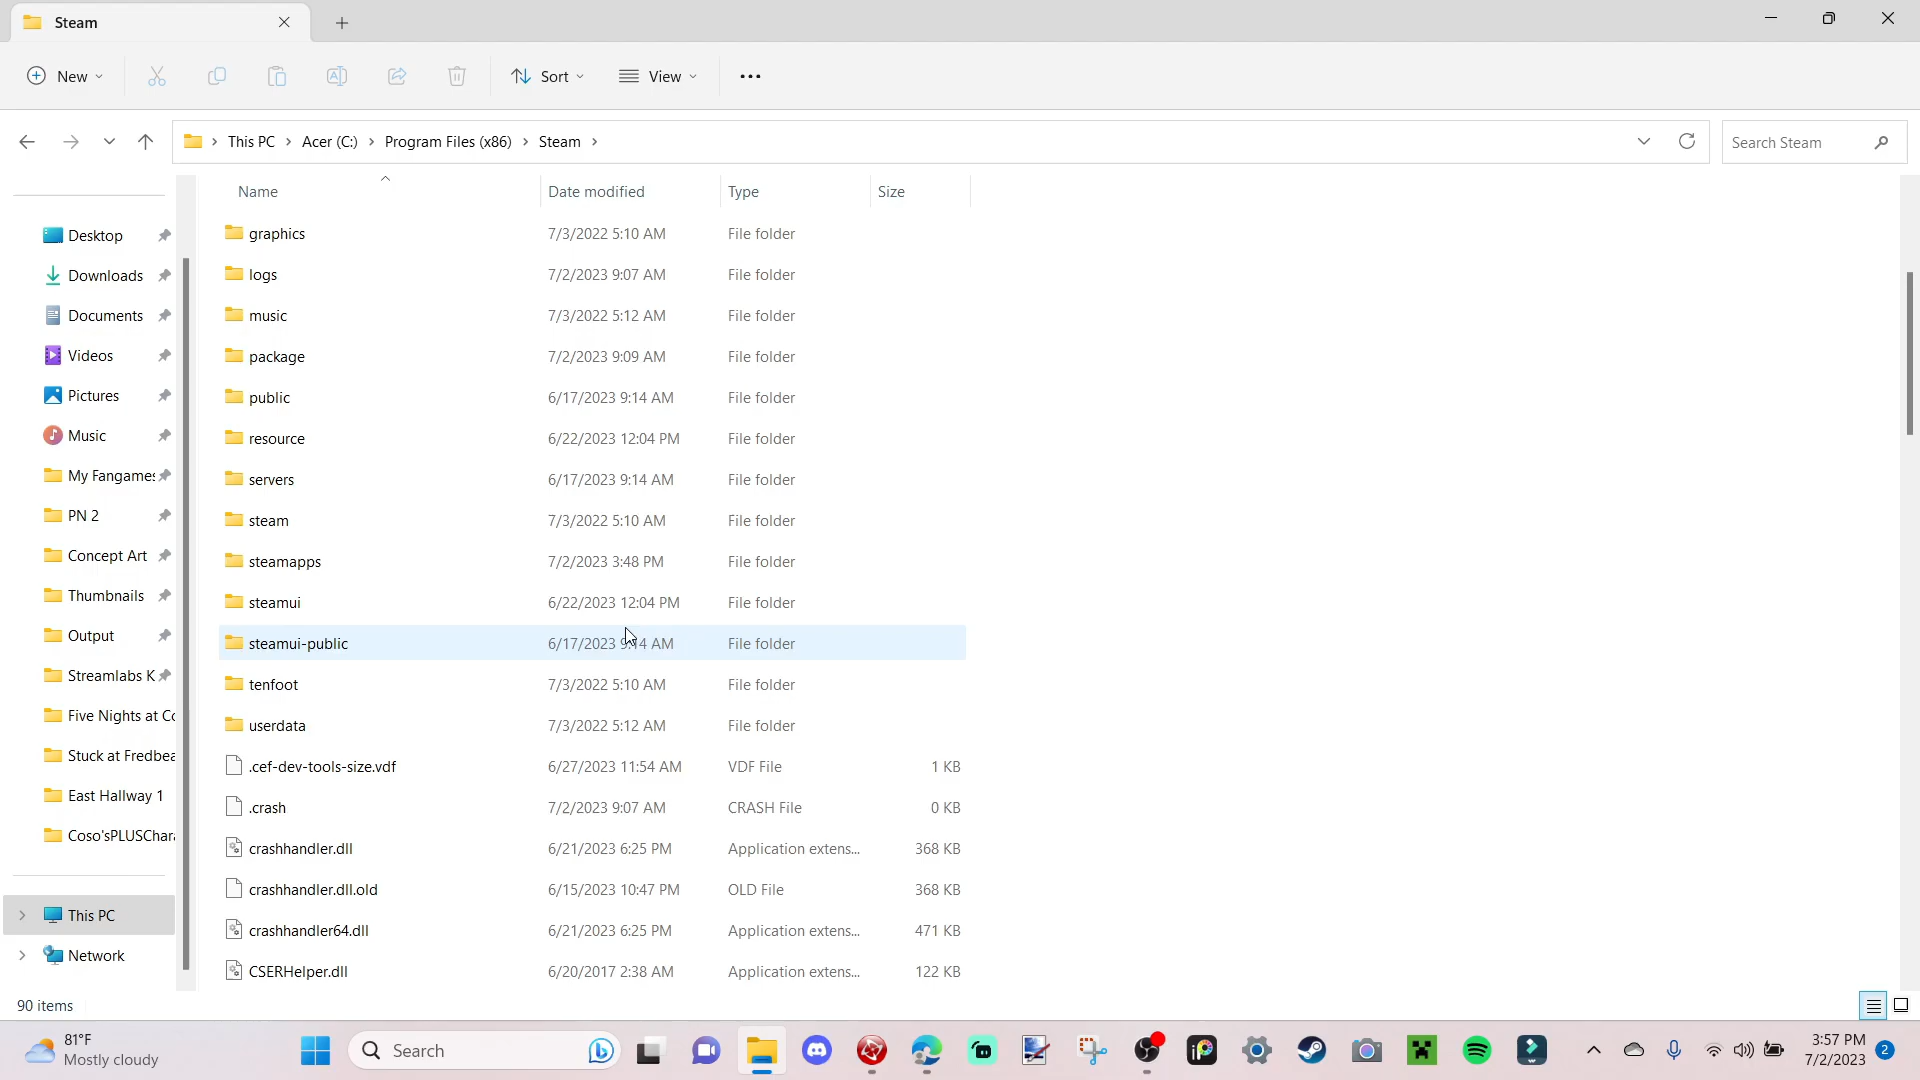 Steam
New
Sort
View
This PC
Acer (C:)
Program Files (x86)
Steam
Search Steam
Name
Date modified
Type
Size
Desktop
Downloads
Documents
Videos
Pictures
Music
My Fangames
PN 2
Concept Art
Thumbnails
Output
Streamlabs K
Five Nights at Co
Stuck at Fredbea
East Hallway 1
Coso'sPLUSChara
This PC
Network
graphics 7/3/2022 5:10 AM File folder
logs 7/2/2023 9:07 AM File folder
music 7/3/2022 5:12 AM File folder
package 7/2/2023 9:09 AM File folder
public 6/17/2023 9:14 AM File folder
resource 6/22/2023 12:04 PM File folder
servers 6/17/2023 9:14 AM File folder
steam 7/3/2022 5:10 AM File folder
steamapps 7/2/2023 3:48 PM File folder
steamui 6/22/2023 12:04 PM File folder
steamui-public 6/17/2023 9:14 AM File folder
tenfoot 7/3/2022 5:10 AM File folder
userdata 7/3/2022 5:12 AM File folder
.cef-dev-tools-size.vdf 6/27/2023 11:54 AM VDF File 1 KB
.crash 7/2/2023 9:07 AM CRASH File 0 KB
crashhandler.dll 6/21/2023 6:25 PM Application extens... 368 KB
crashhandler.dll.old 6/15/2023 10:47 PM OLD File 368 KB
crashhandler64.dll 6/21/2023 6:25 PM Application extens... 471 KB
CSERHelper.dll 6/20/2017 2:38 AM Application extens... 122 KB
90 items
81°F
Mostly cloudy
Search
3:57 PM
7/2/2023
2